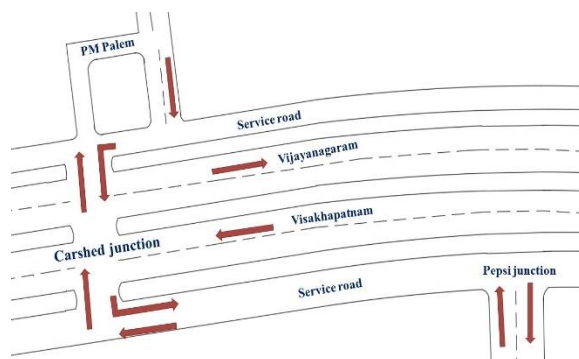 PM Palem
Service road
Vijayanagaram
Visakhapatnam
Carshed junction
Pepsi junction
Service road